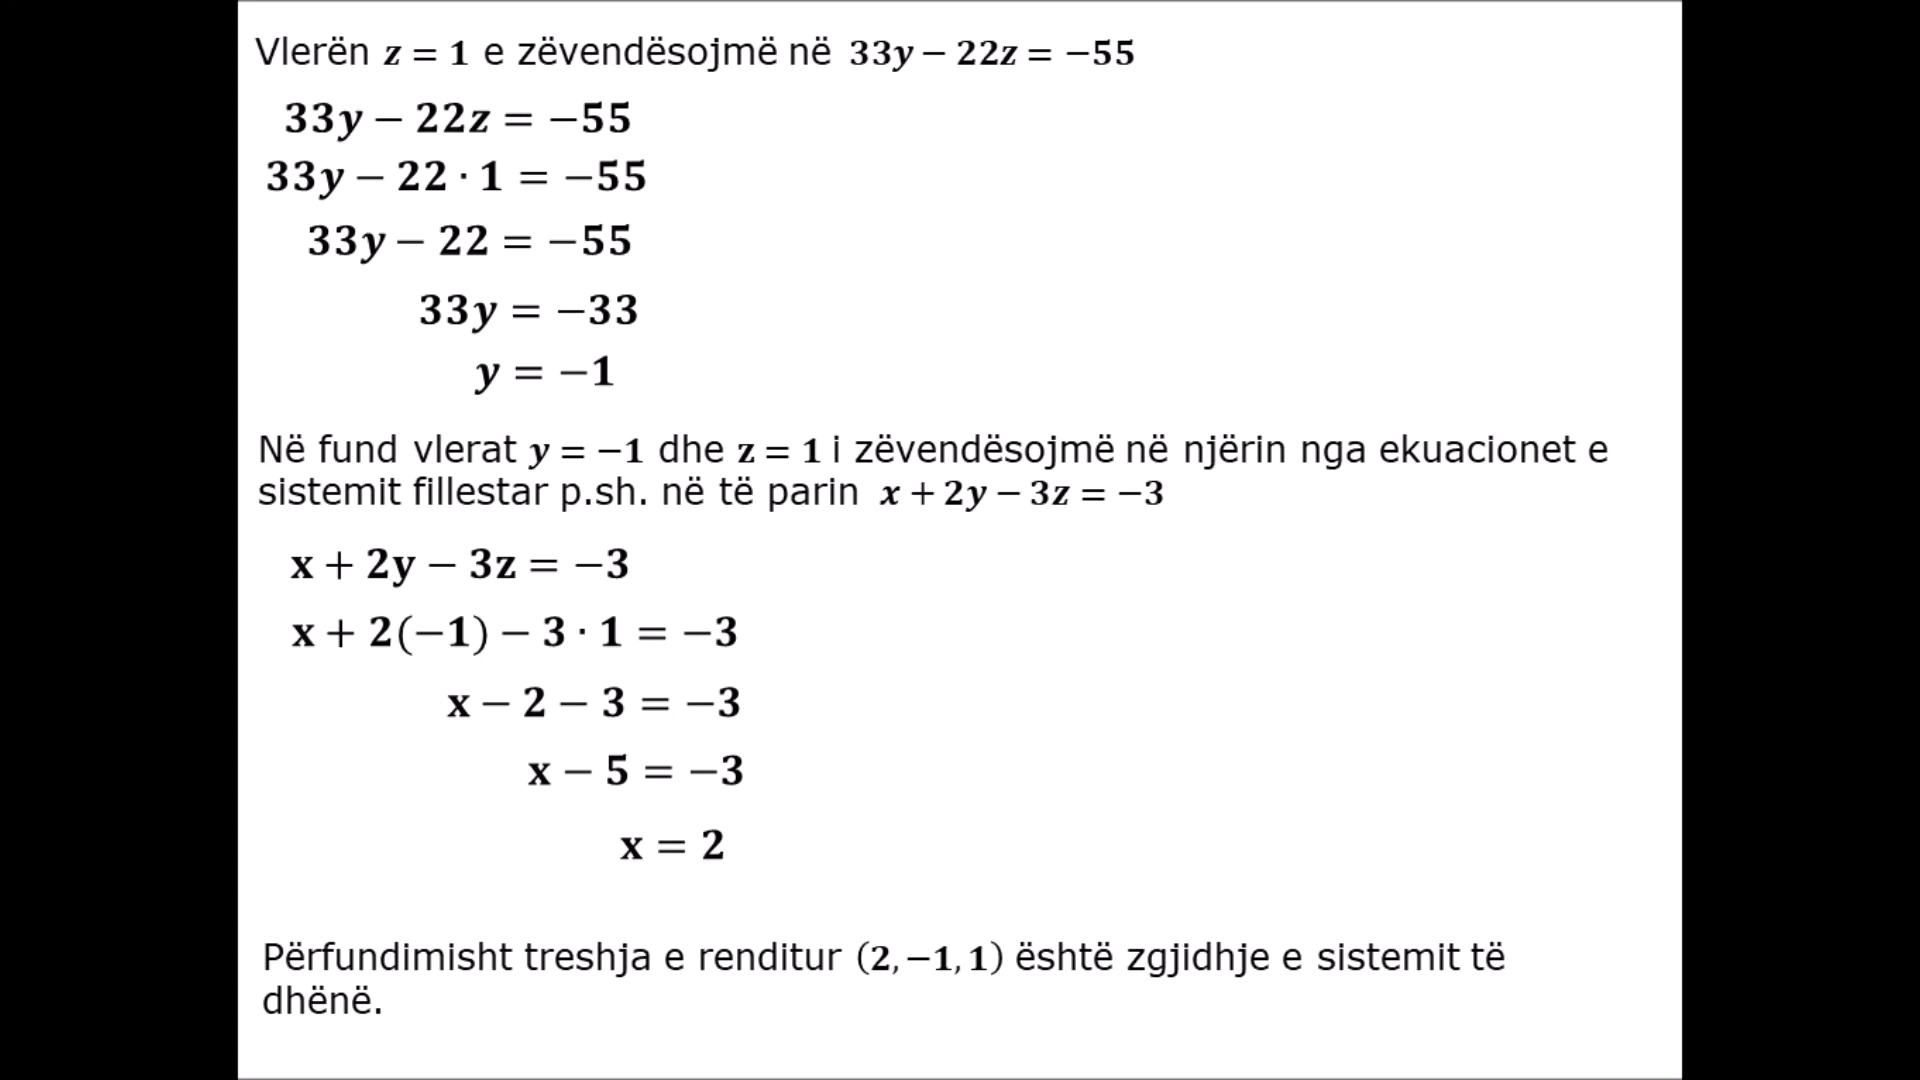 Vlerën z = 1 e zëvendësojmë në 33y − 22z = −55
33y − 22z = −55
33y − 22 · 1 = −55
33y − 22 = −55
33y = −33
y = −1
Në fund vlerat y = −1 dhe z = 1 i zëvendësojmë në njërin nga ekuacionet e
sistemit fillestar p.sh. në të parin x + 2y − 3z = −3
x + 2y − 3z = −3
x + 2(−1) − 3 · 1 = −3
x − 2 − 3 = −3
x − 5 = −3
x = 2
Përfundimisht treshja e renditur (2, −1, 1) është zgjidhje e sistemit të
dhënë.